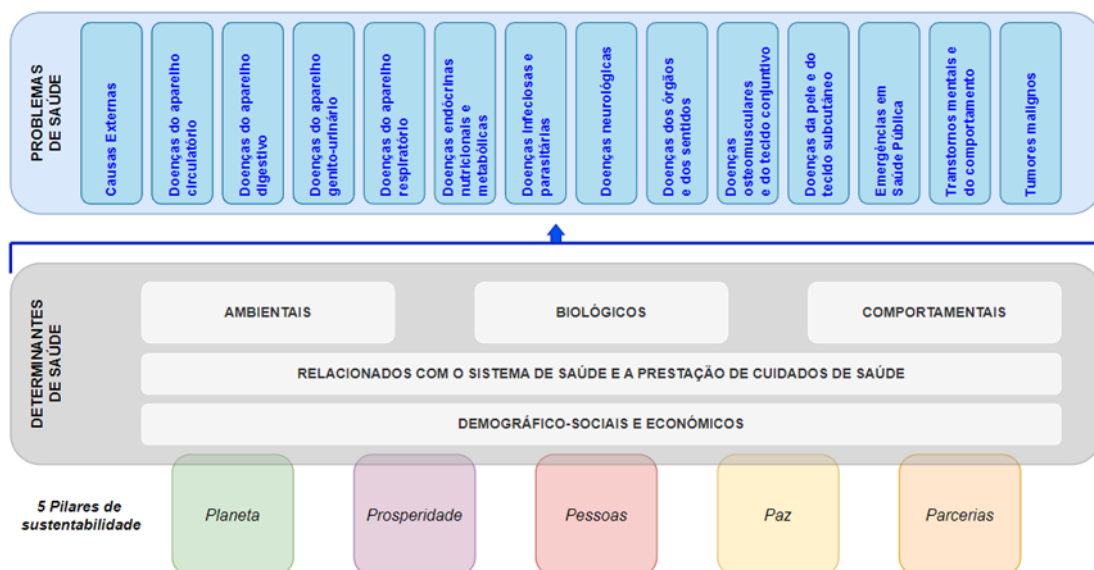 PROBLEMAS
DE SAÚDE
Causas Externas
Doenças do aparelho
circulatório
Doenças do aparelho
digestivo
Doenças do aparelho
genito-urinário
Doenças do aparelho
respiratório
Doenças endócrinas
nutricionais e
metabólicas
Doenças infeciosas e
parasitárias
Doenças neurológicas
Doenças dos órgãos
e dos sentidos
Doenças
osteomusculares
e do tecido conjuntivo
Doenças da pele e do
tecido subcutâneo
Emergências em
Saúde Pública
Transtornos mentais e
do comportamento
Tumores malignos
DETERMINANTES
DE SAÚDE
AMBIENTAIS
BIOLÓGICOS
COMPORTAMENTAIS
RELACIONADOS COM O SISTEMA DE SAÚDE E A PRESTAÇÃO DE CUIDADOS DE SAÚDE
DEMOGRÁFICO-SOCIAIS E ECONÓMICOS
5 Pilares de
sustentabilidade
Planeta
Prosperidade
Pessoas
Paz
Parcerias